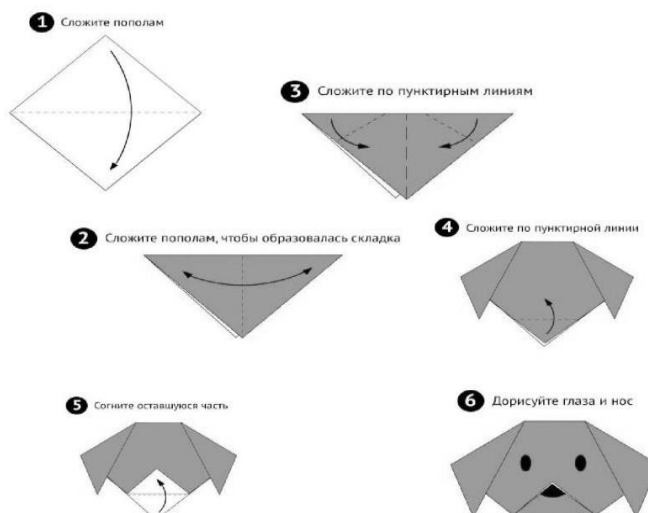 1 Сложите пополам
2 Сложите пополам, чтобы образовалась складка
3 Сложите по пунктирным линиям
4 Сложите по пунктирной линии
5 Согните оставшуюся часть
6 Дорисуйте глаза и нос